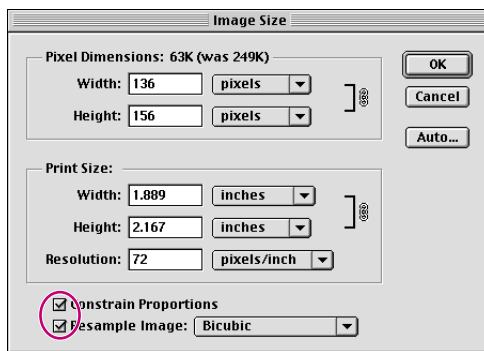 Image Size
Pixel Dimensions: 63K (was 249K)
Width: 136 pixels
Height: 156 pixels
OK
Cancel
Auto...
Print Size:
Width: 1.889 inches
Height: 2.167 inches
Resolution: 72 pixels/inch
Constrain Proportions
Resample Image: Bicubic